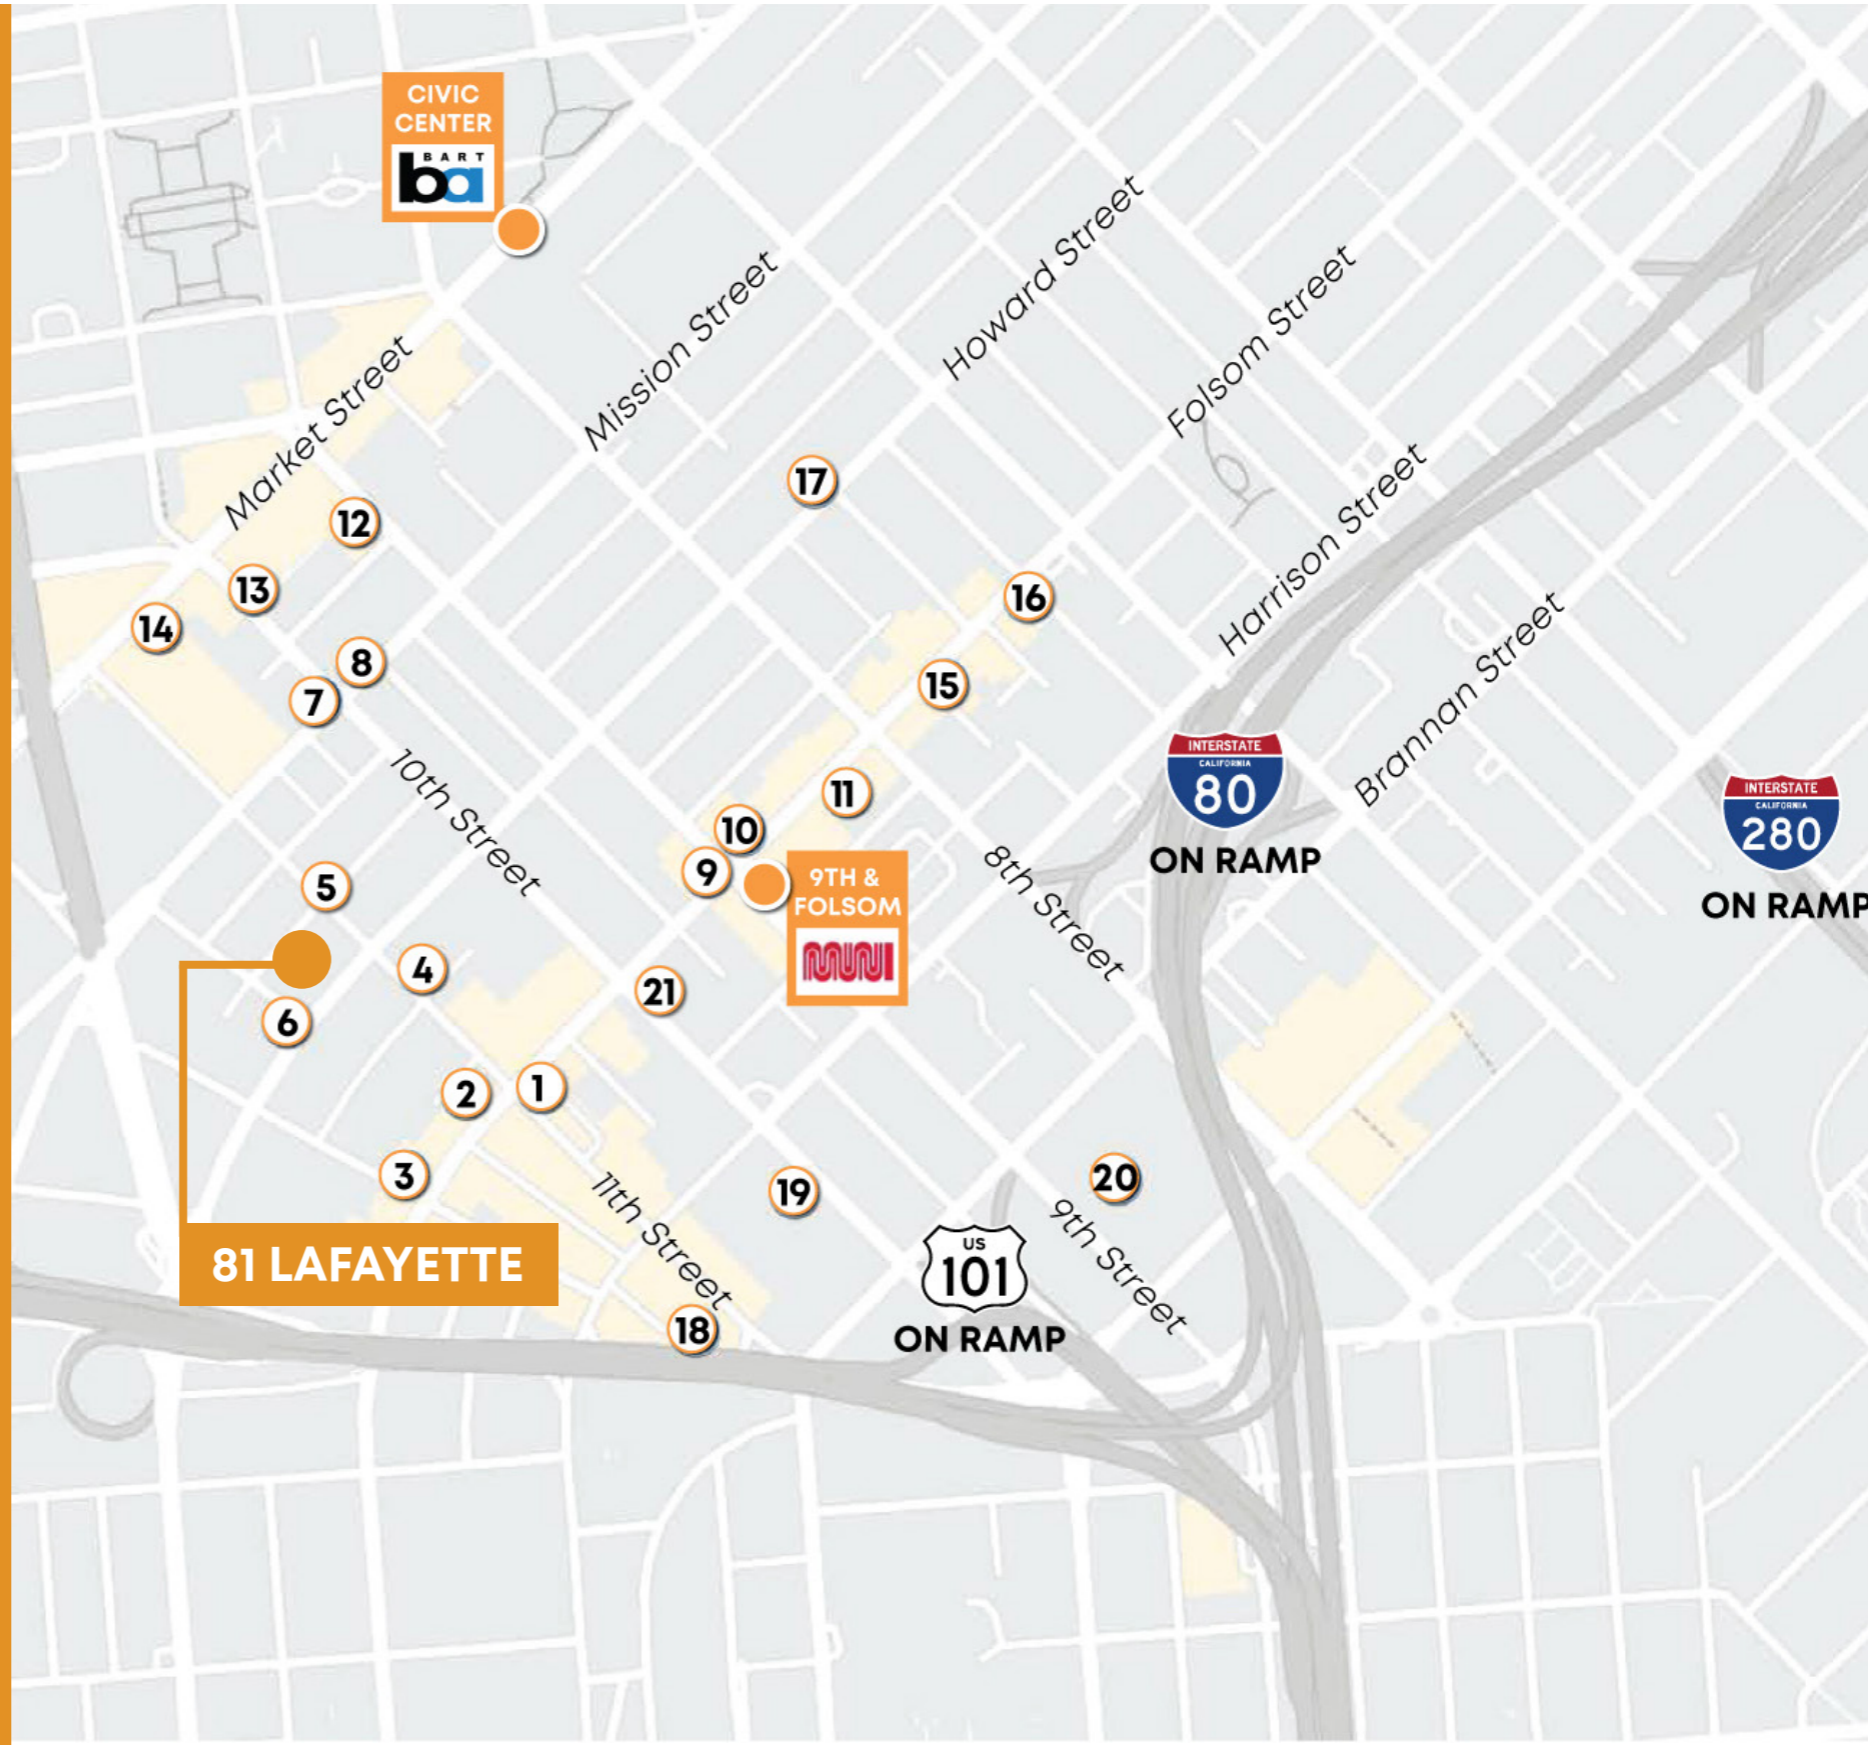 CIVIC
CENTER
BART
ba
Market Street
Mission Street
Howard Street
Folsom Street
Harrison Street
Brannan Street
17
12
13
14
16
8
7
15
INTERSTATE
CALIFORNIA
80
ON RAMP
INTERSTATE
CALIFORNIA
280
ON RAMP
10th Street
11
10
9
9TH &
FOLSOM
MUNI
8th Street
5
4
21
6
2
1
3
19
20
11th Street
9th Street
81 LAFAYETTE
US
101
ON RAMP
18